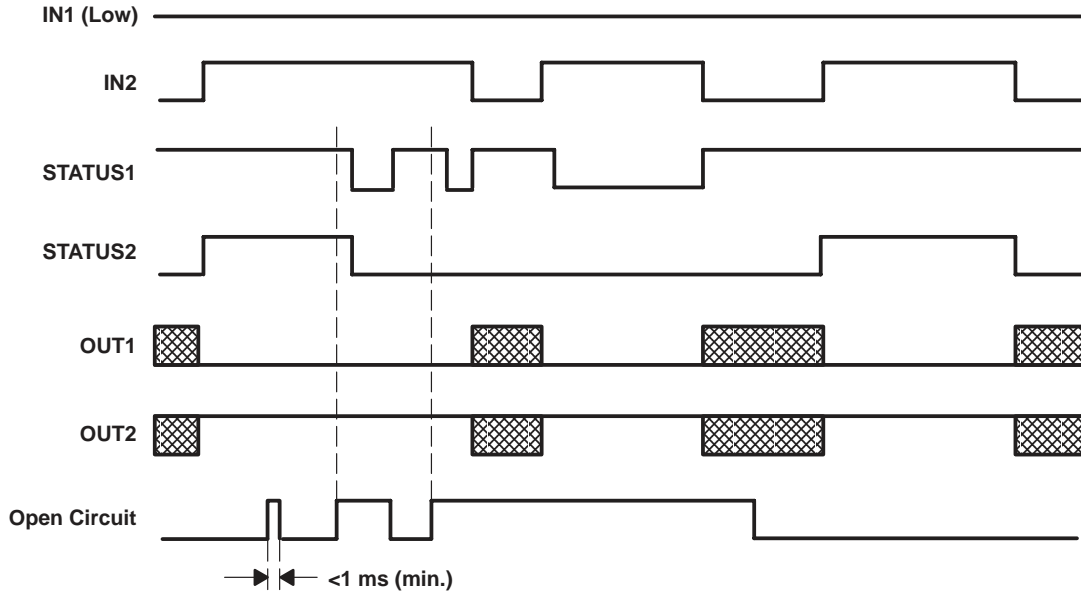 IN1 (Low)
IN2
STATUS1
STATUS2
OUT1
OUT2
Open Circuit
<1 ms (min.)